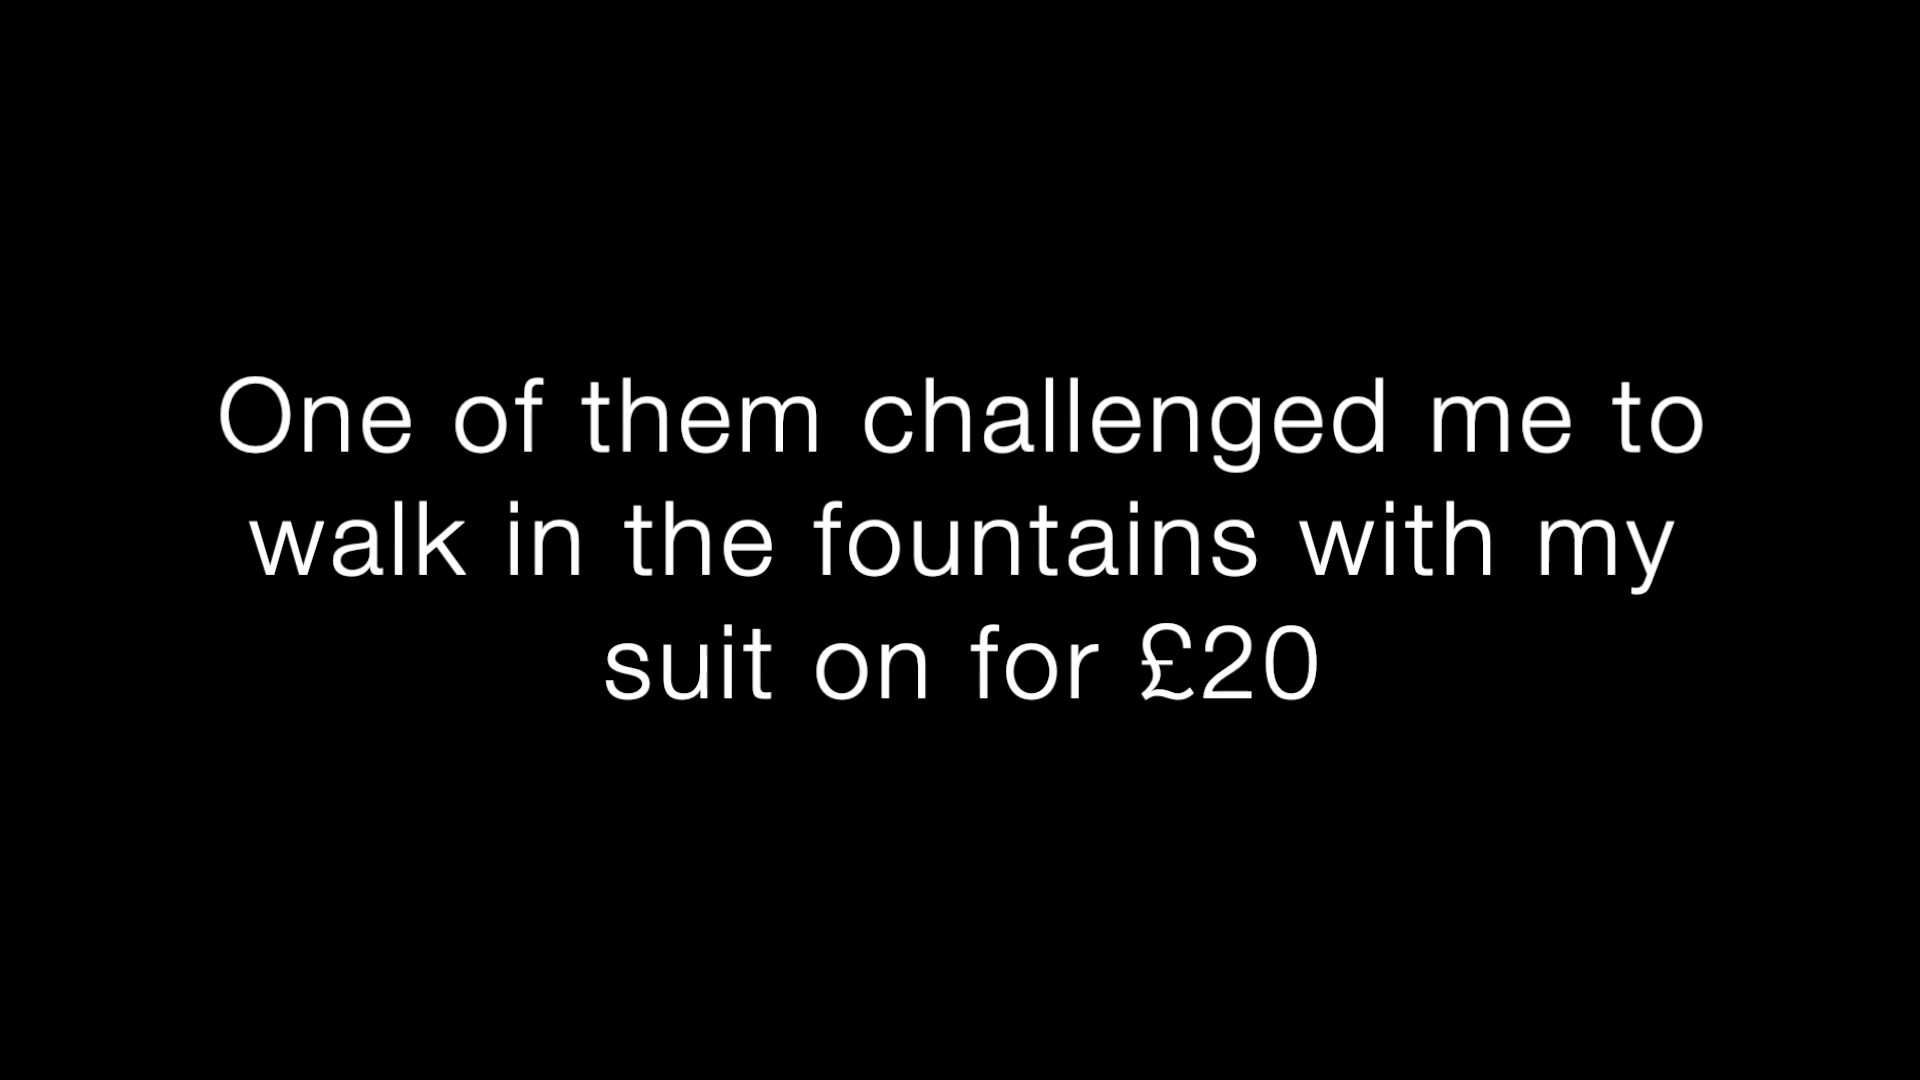 One of them challenged me to
walk in the fountains with my
suit on for £20